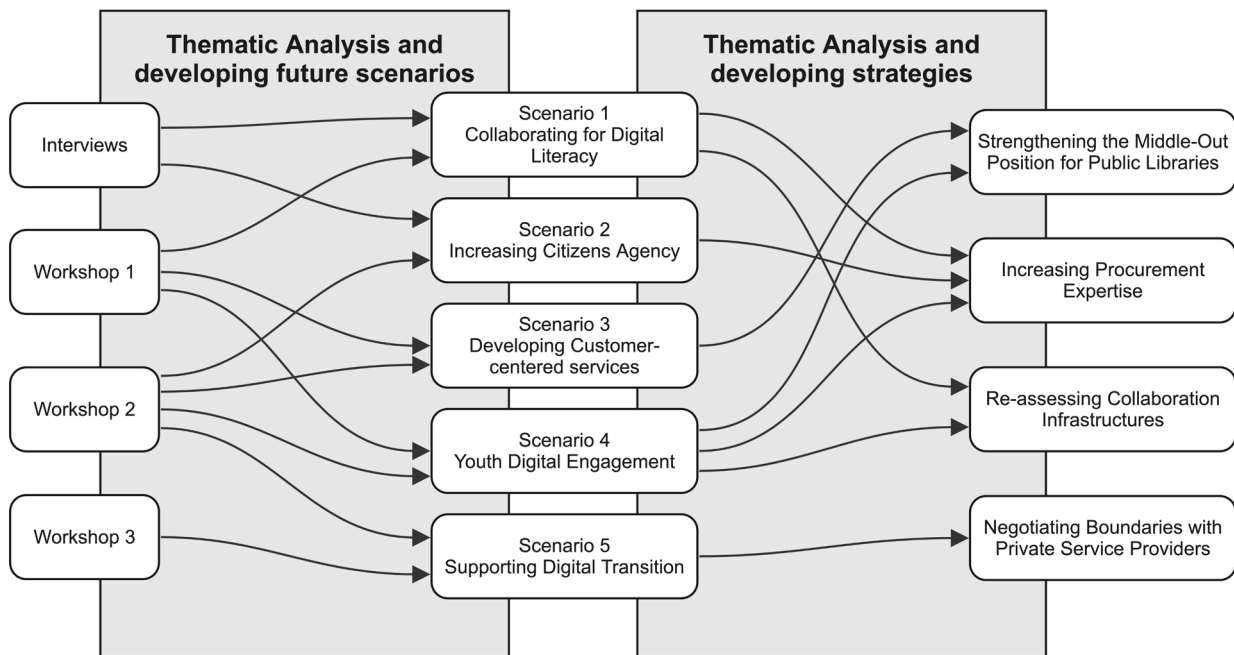 Thematic Analysis and
developing future scenarios
Thematic Analysis and
developing strategies
Interviews
Workshop 1
Workshop 2
Workshop 3
Scenario 1
Collaborating for Digital
Literacy
Scenario 2
Increasing Citizens Agency
Scenario 3
Developing Customer-
centered services
Scenario 4
Youth Digital Engagement
Scenario 5
Supporting Digital Transition
Strengthening the Middle-Out
Position for Public Libraries
Increasing Procurement
Expertise
Re-assessing Collaboration
Infrastructures
Negotiating Boundaries with
Private Service Providers